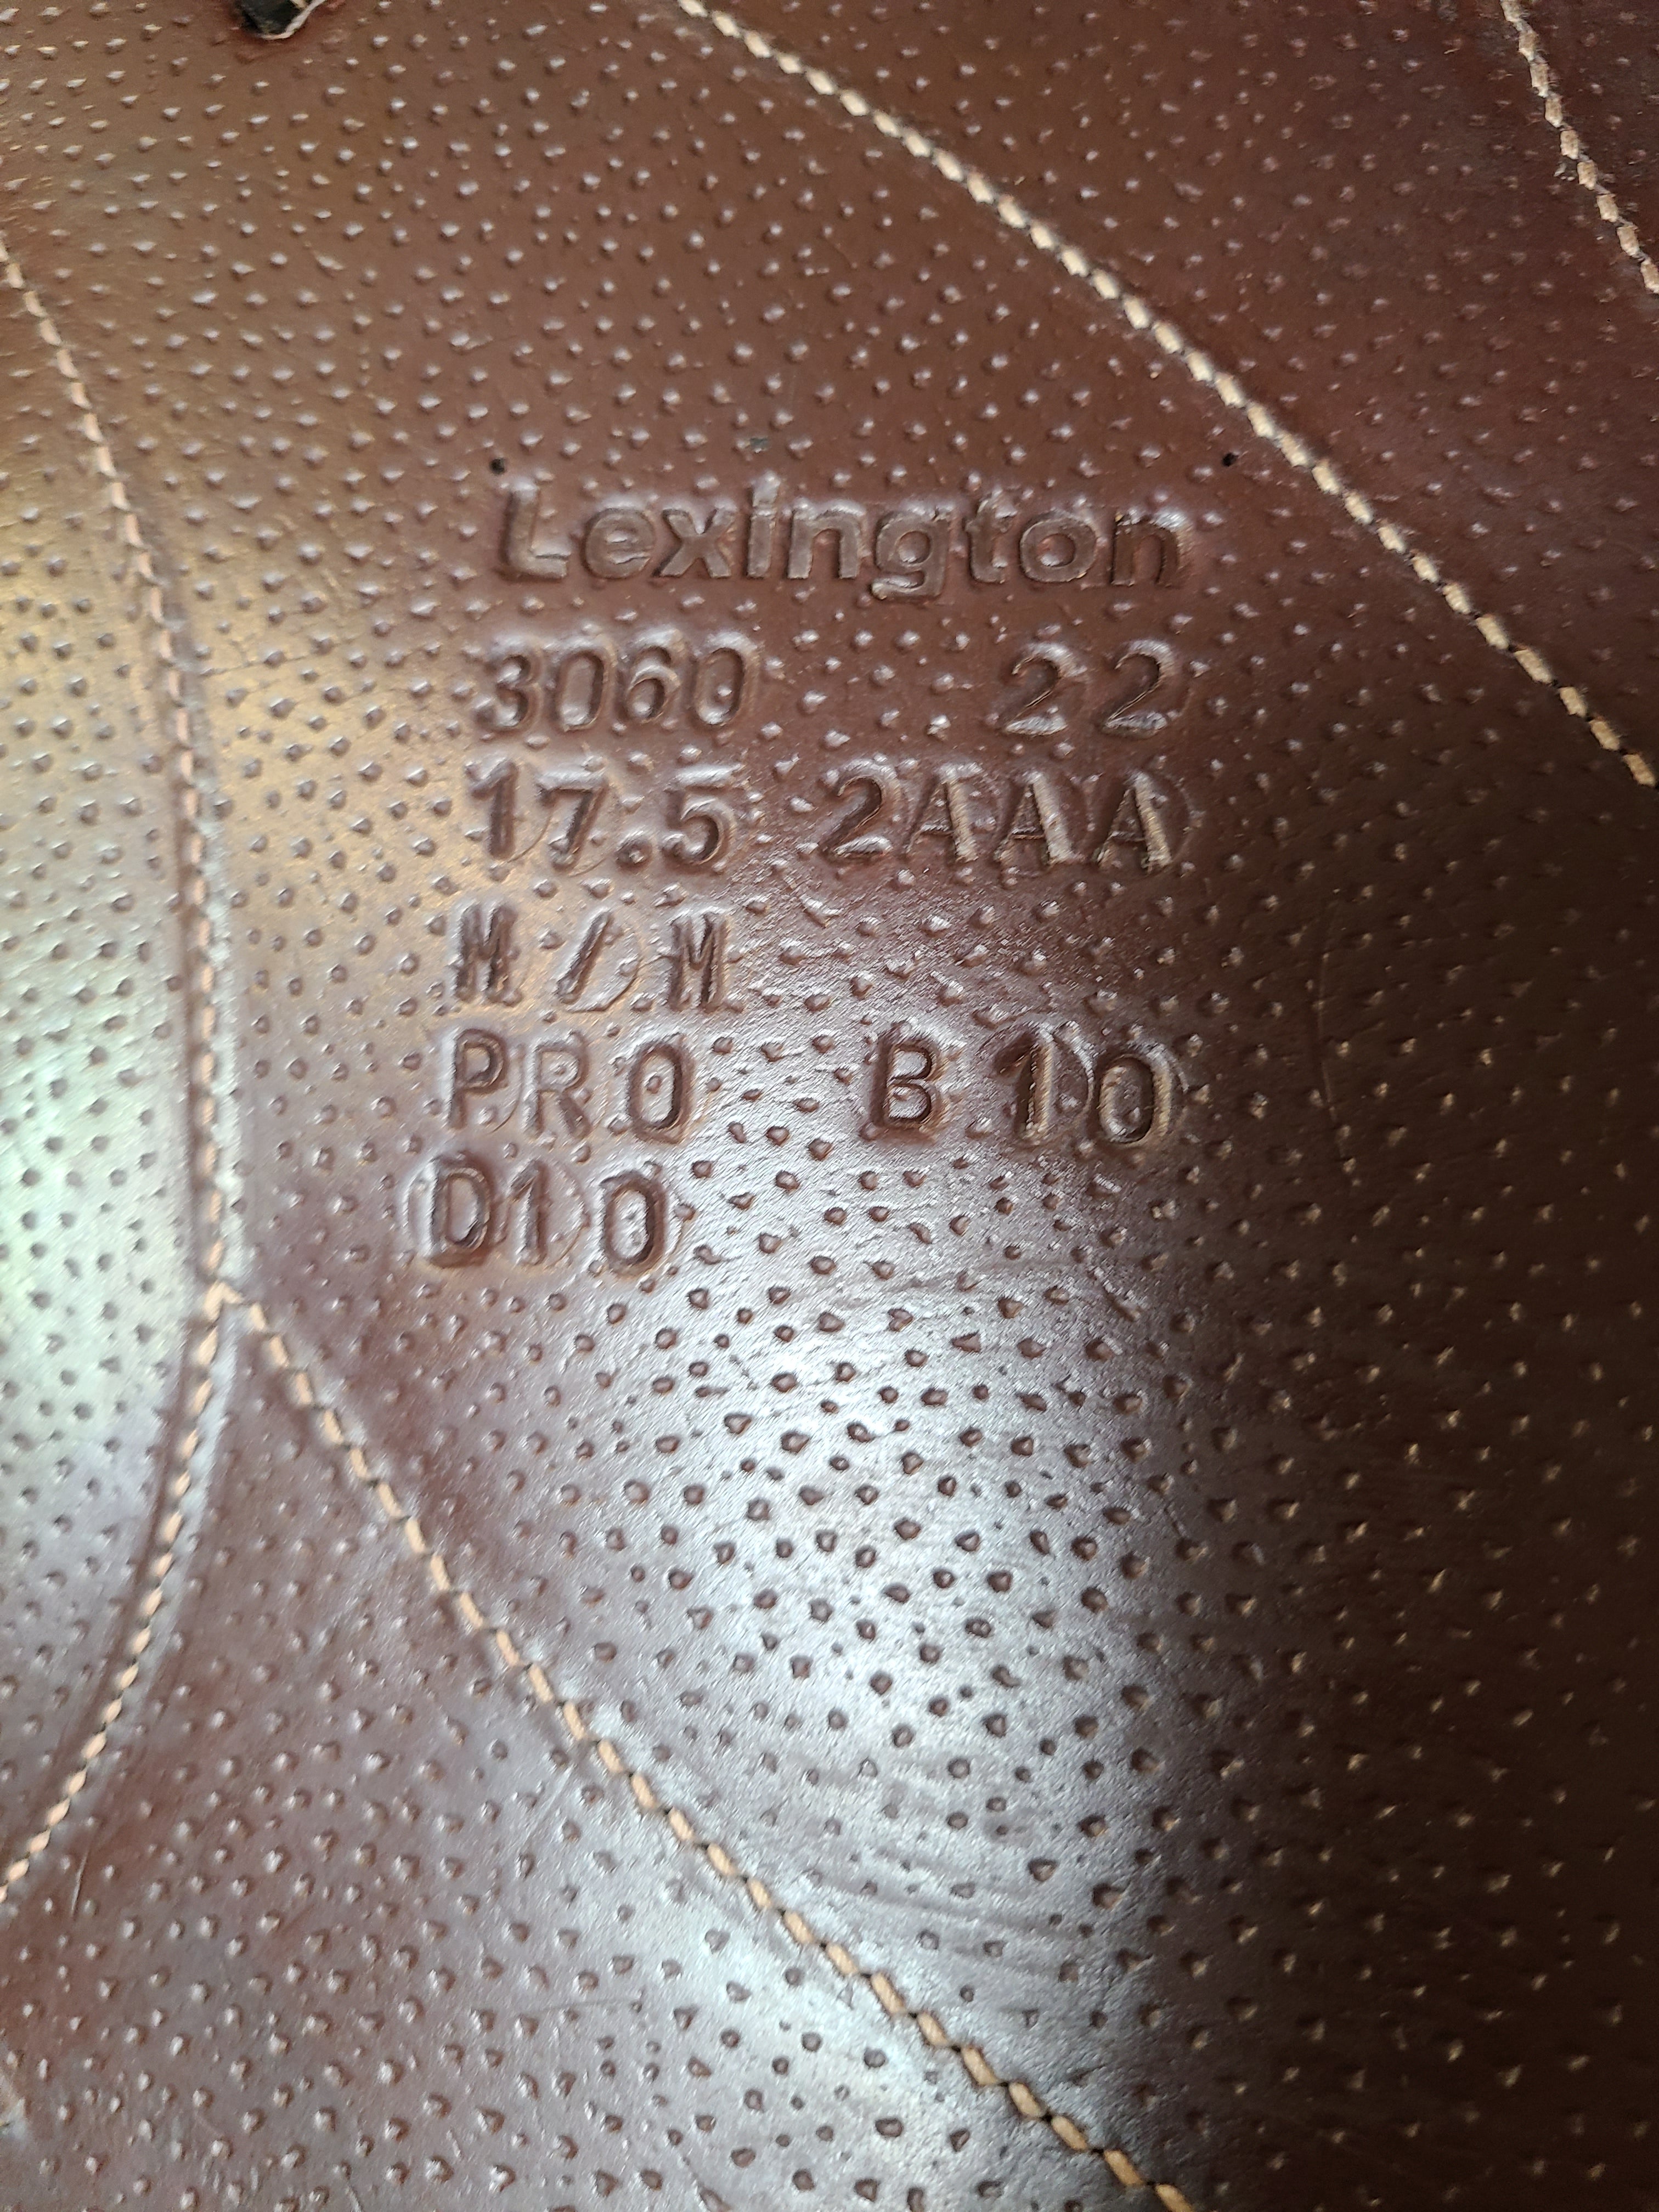 Lexington
3060 22
17.5 2AAA
M/M
PRO B10
D10